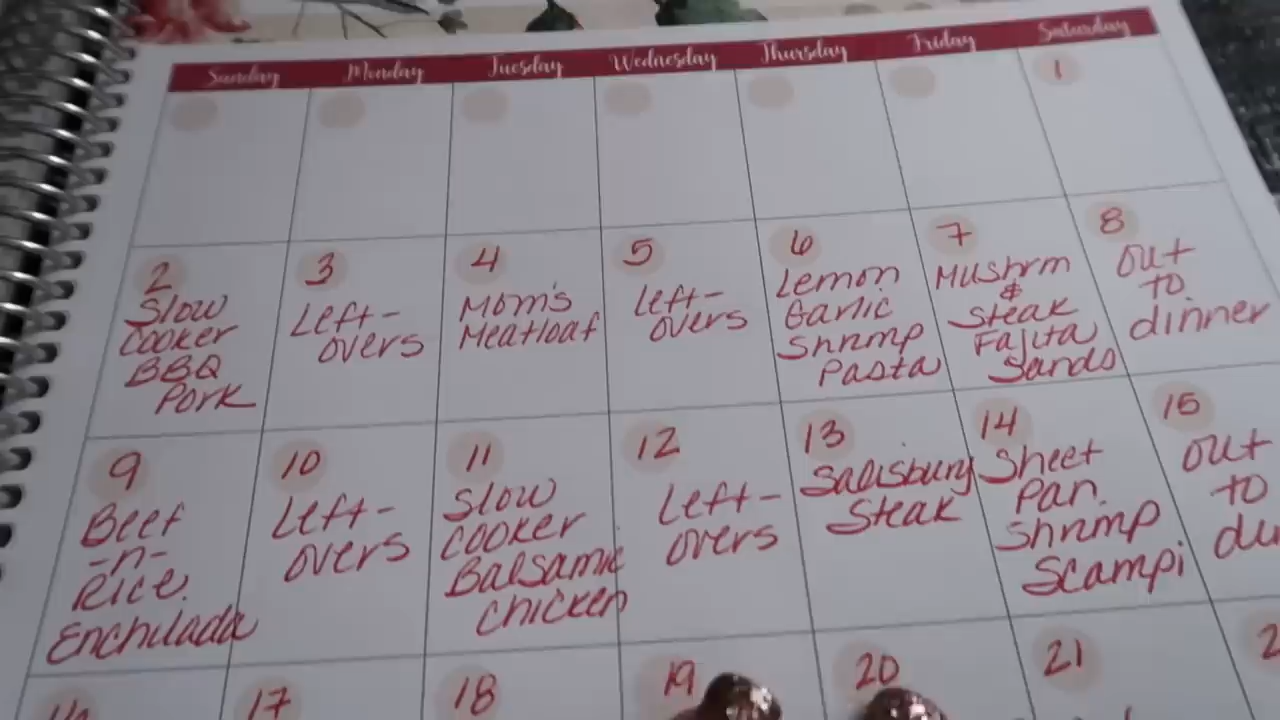 Sunday Monday Tuesday Wednesday Thursday Friday Saturday
1
2
Slow
Cooker
BBQ
Pork
3
Left-
overs
4
Mom's
Meatloaf
5
Left-
overs
6
Lemon
Garlic
Shrimp
Pasta
7
Mushrm
&
Steak
Fajita
Sands
8
Out
to
dinner
9
Beef
-n-
Rice
Enchilada
10
Left-
overs
11
Slow
Cooker
Balsamic
Chicken
12
Left-
overs
13
Salisbury
Steak
14
Sheet
Pan
Shrimp
Scampi
15
Out
to
17
18
19
20
21